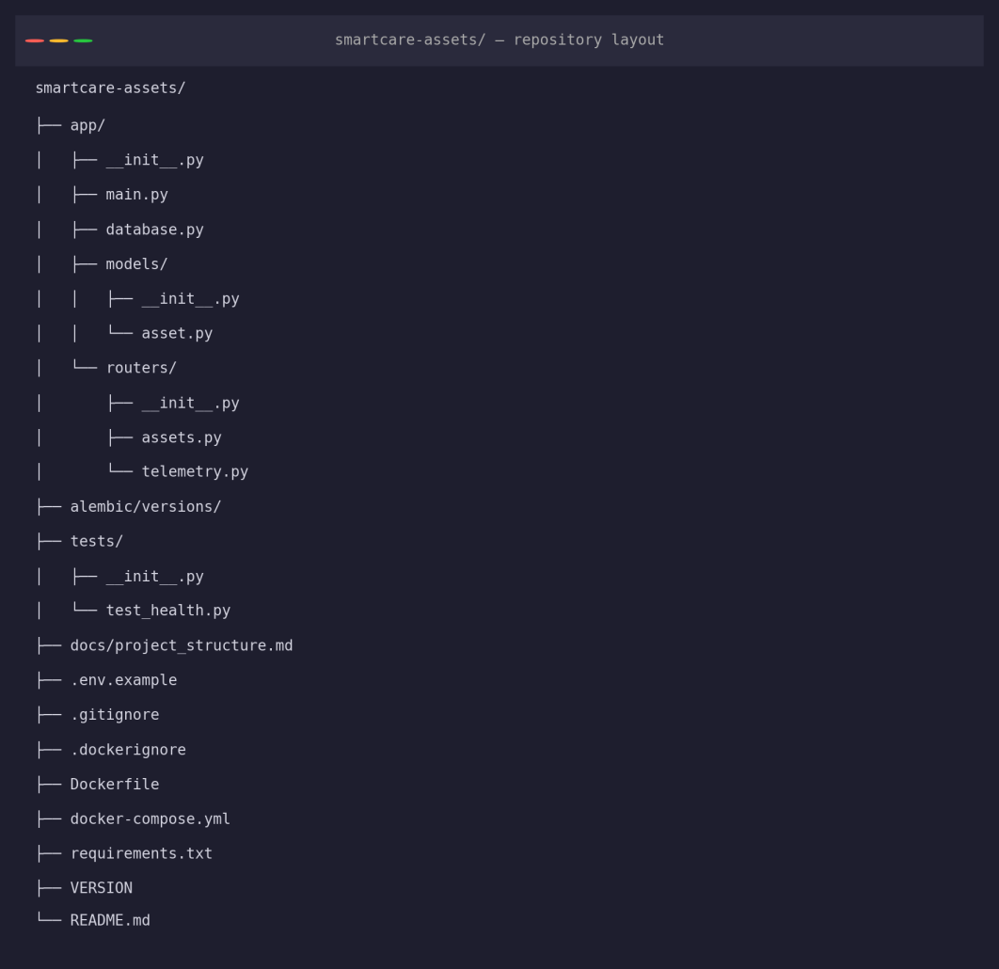 smartcare-assets/ — repository layout
smartcare-assets/
├── app/
│   ├── __init__.py
│   ├── main.py
│   ├── database.py
│   ├── models/
│   │   ├── __init__.py
│   │   └── asset.py
│   └── routers/
│       ├── __init__.py
│       ├── assets.py
│       └── telemetry.py
├── alembic/versions/
├── tests/
│   ├── __init__.py
│   └── test_health.py
├── docs/project_structure.md
├── .env.example
├── .gitignore
├── .dockerignore
├── Dockerfile
├── docker-compose.yml
├── requirements.txt
├── VERSION
└── README.md